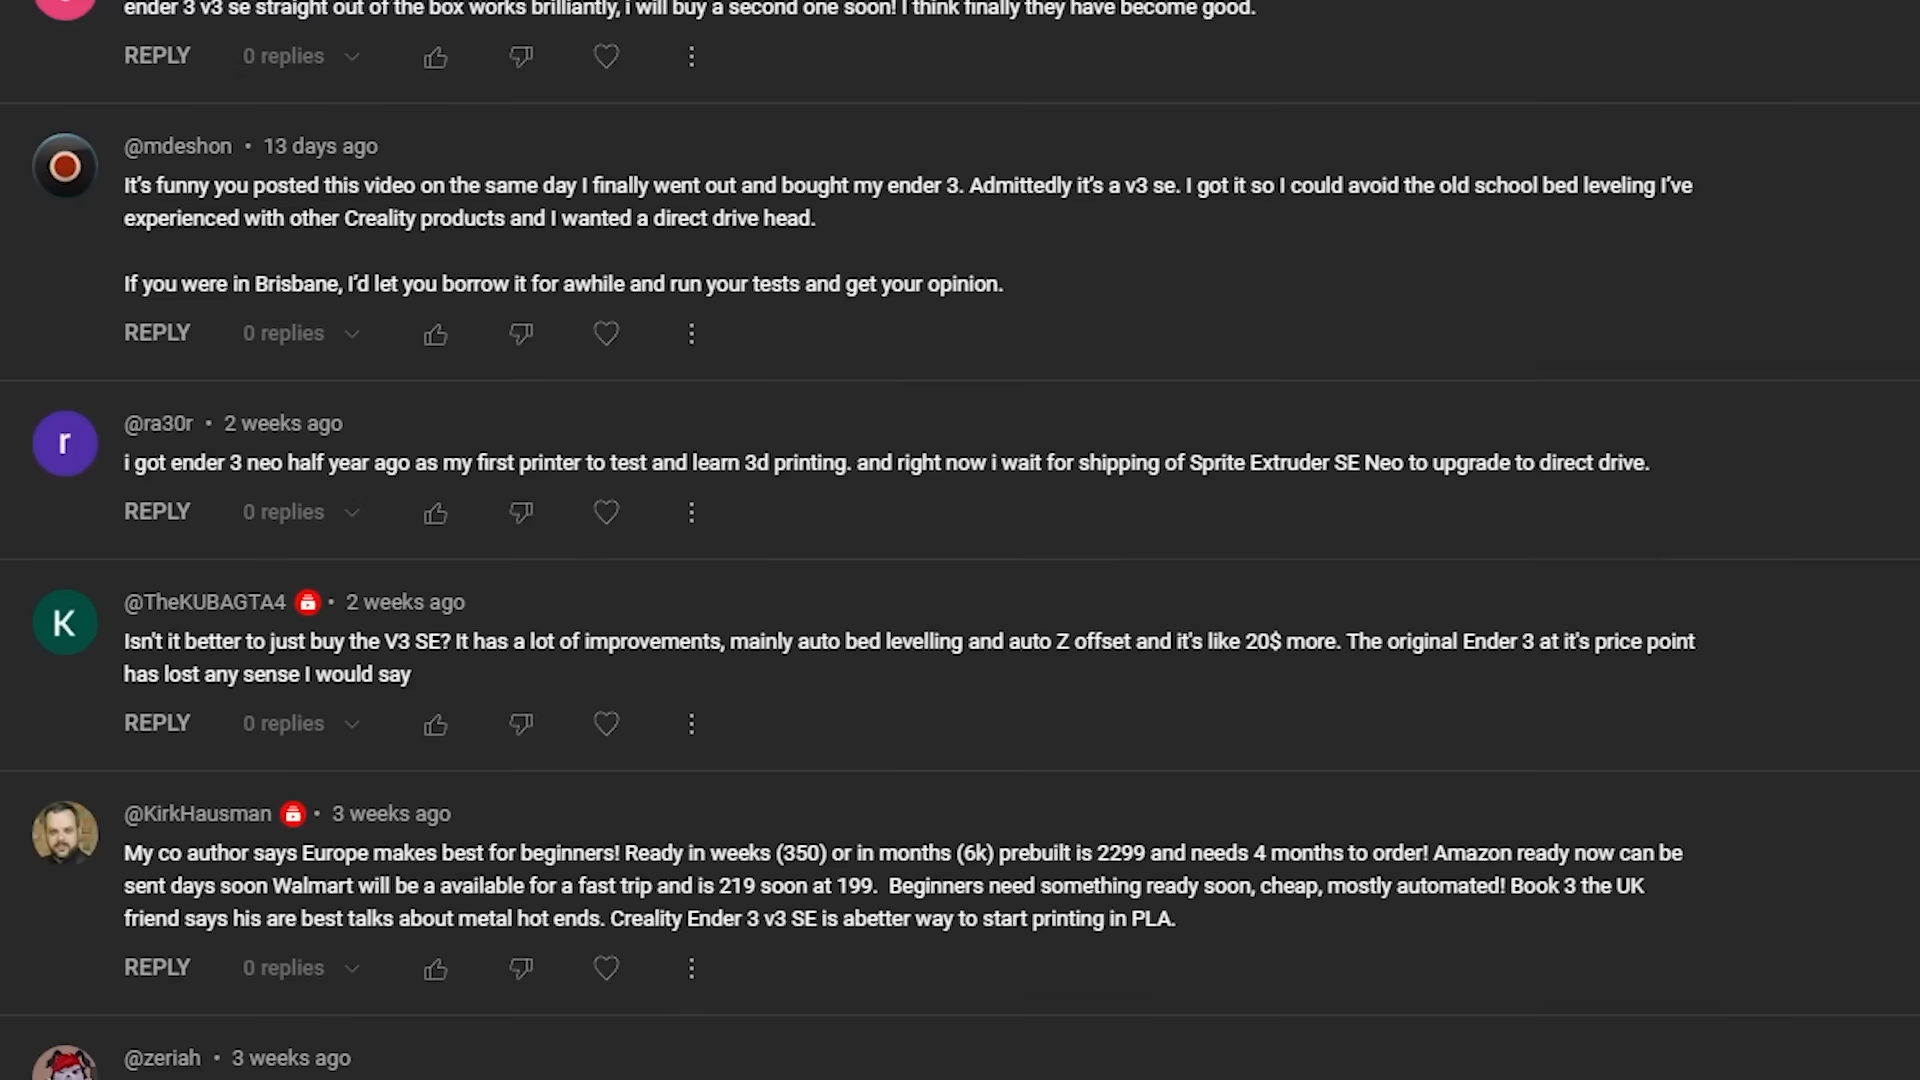 ender 3 v3 se straight out of the box works brilliantly, i will buy a second one soon! I think finally they have become good.
REPLY 0 replies
@mdeshon • 13 days ago
It’s funny you posted this video on the same day I finally went out and bought my ender 3. Admittedly it’s a v3 se. I got it so I could avoid the old school bed leveling I’ve
experienced with other Creality products and I wanted a direct drive head.
If you were in Brisbane, I’d let you borrow it for awhile and run your tests and get your opinion.
REPLY 0 replies
r
@ra30r • 2 weeks ago
i got ender 3 neo half year ago as my first printer to test and learn 3d printing. and right now i wait for shipping of Sprite Extruder SE Neo to upgrade to direct drive.
REPLY 0 replies
K
@TheKUBAGTA4 • 2 weeks ago
Isn't it better to just buy the V3 SE? It has a lot of improvements, mainly auto bed levelling and auto Z offset and it's like 20$ more. The original Ender 3 at it's price point
has lost any sense I would say
REPLY 0 replies
@KirkHausman • 3 weeks ago
My co author says Europe makes best for beginners! Ready in weeks (350) or in months (6k) prebuilt is 2299 and needs 4 months to order! Amazon ready now can be
sent days soon Walmart will be a available for a fast trip and is 219 soon at 199.  Beginners need something ready soon, cheap, mostly automated! Book 3 the UK
friend says his are best talks about metal hot ends. Creality Ender 3 v3 SE is abetter way to start printing in PLA.
REPLY 0 replies
@zeriah • 3 weeks ago